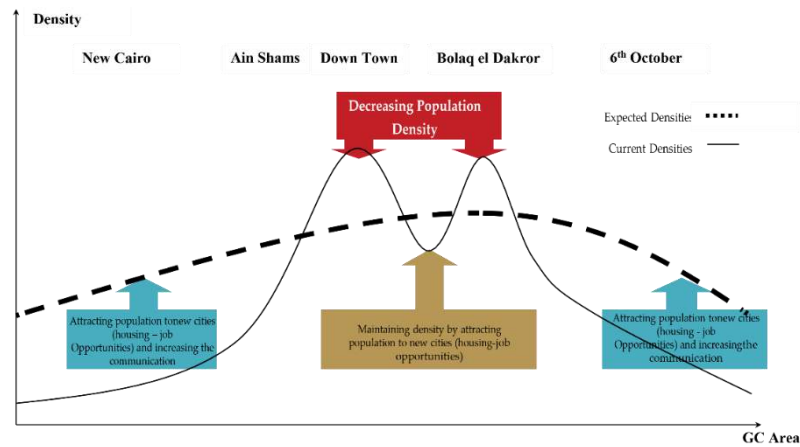 Density
New Cairo
Ain Shams
Down Town
Bolaq el Dakror
6th October
Decreasing Population
Density
Expected Densities
Current Densities
Attracting population tonew cities
(housing – job
Opportunities) and increasing the
communication
Maintaining density by attracting
population to new cities (housing-job
opportunities)
Attracting population tonew cities
(housing - job
Opportunities) and increasingthe
communication
GC Area